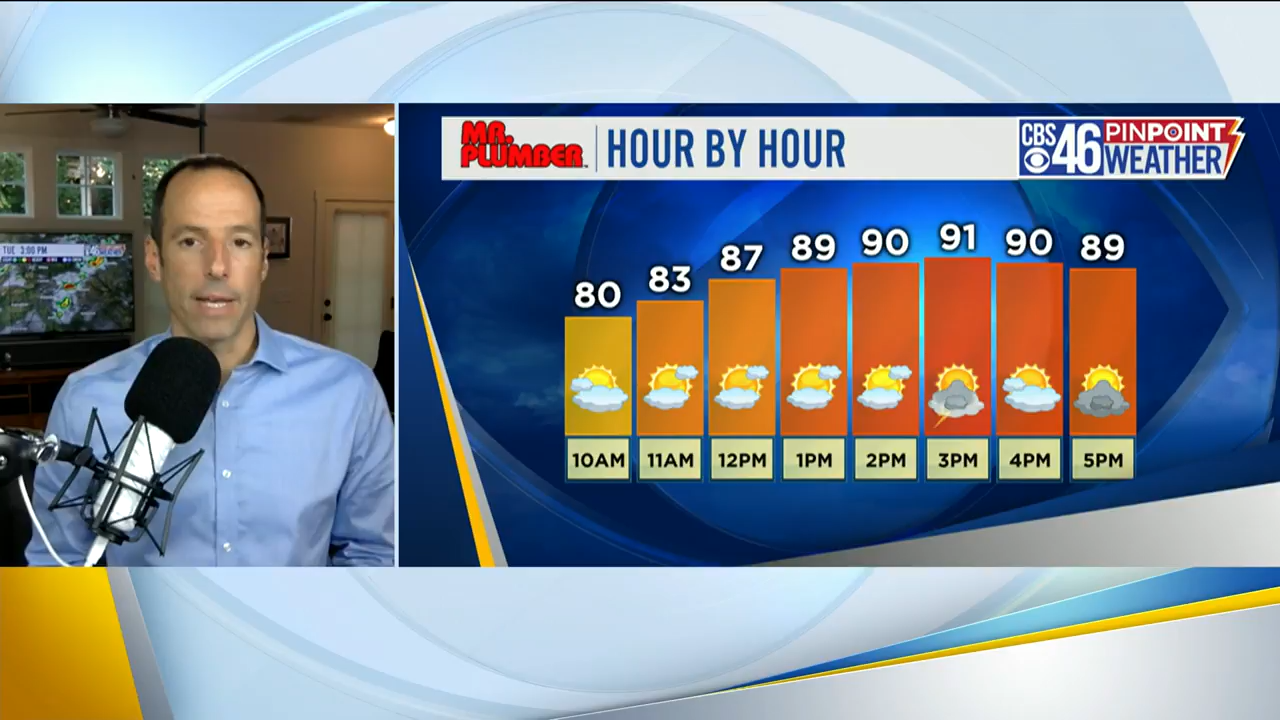 MR.
PLUMBER
HOUR BY HOUR
CBS 46 PINPOINT
WEATHER
TUE 3:00 PM
80 83 87 89 90 91 90 89
10AM 11AM 12PM 1PM 2PM 3PM 4PM 5PM